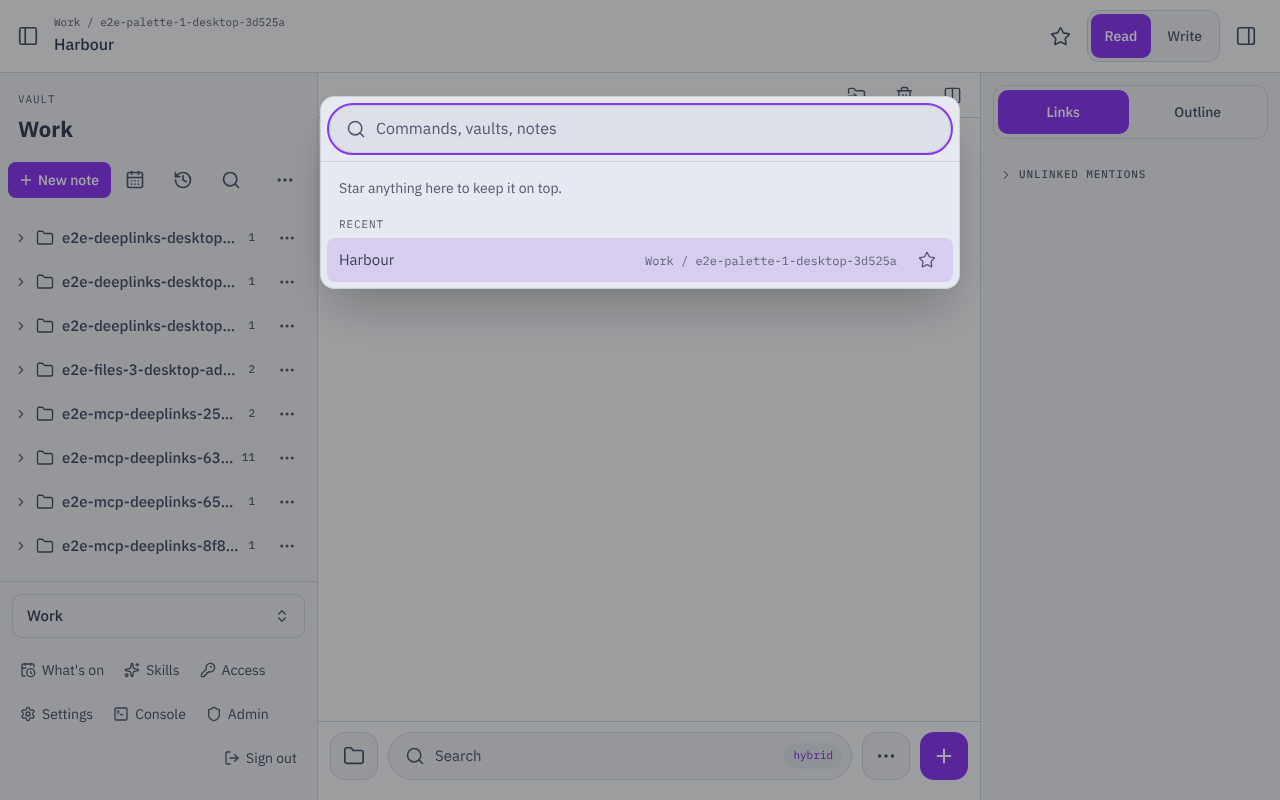 Work / e2e-palette-1-desktop-3d525a
Harbour
Read
Write
VAULT
Work
New note
e2e-deeplinks-desktop... 1
e2e-deeplinks-desktop... 1
e2e-deeplinks-desktop... 1
e2e-files-3-desktop-ad... 2
e2e-mcp-deeplinks-25... 2
e2e-mcp-deeplinks-63... 11
e2e-mcp-deeplinks-65... 1
e2e-mcp-deeplinks-8f8... 1
Work
What's on
Skills
Access
Settings
Console
Admin
Sign out
Commands, vaults, notes
Star anything here to keep it on top.
RECENT
Harbour
Work / e2e-palette-1-desktop-3d525a
Search
hybrid
Links
Outline
UNLINKED MENTIONS